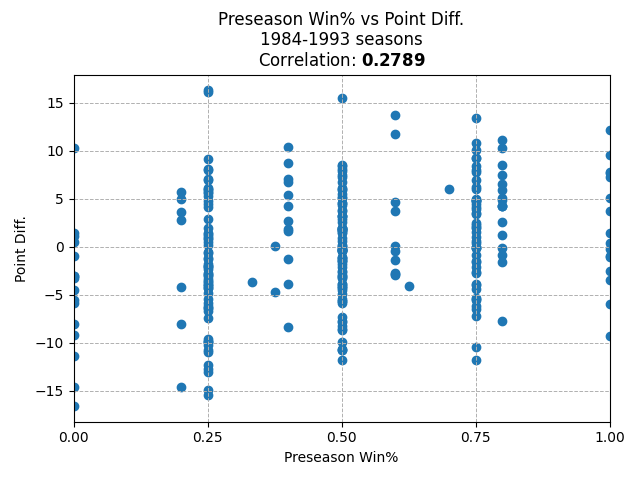 Preseason Win% vs Point Diff.
1984-1993 seasons
Correlation: 0.2789
Point Diff.
15
10
5
0
−5
−10
−15
0.00 0.25 0.50 0.75 1.00
Preseason Win%